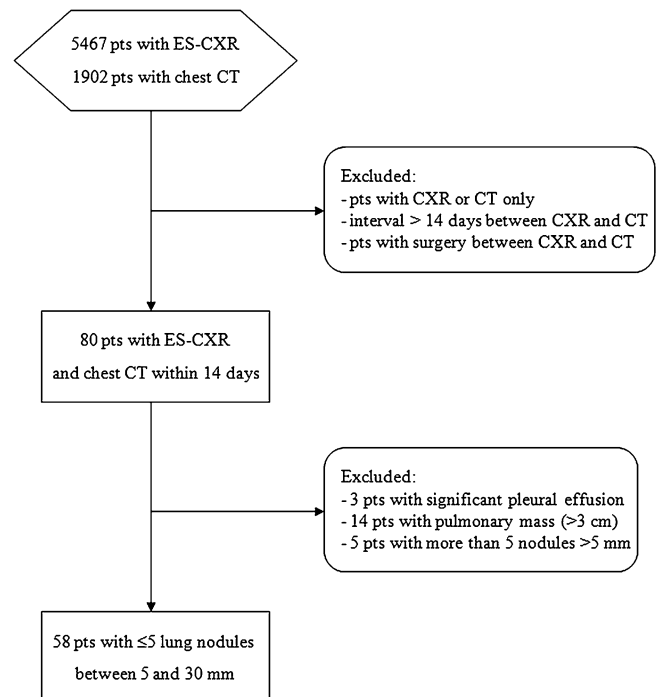 5467 pts with ES-CXR
1902 pts with chest CT
Excluded:
- pts with CXR or CT only
- interval > 14 days between CXR and CT
- pts with surgery between CXR and CT
80 pts with ES-CXR
and chest CT within 14 days
Excluded:
- 3 pts with significant pleural effusion
- 14 pts with pulmonary mass (>3 cm)
- 5 pts with more than 5 nodules >5 mm
58 pts with ≤5 lung nodules
between 5 and 30 mm